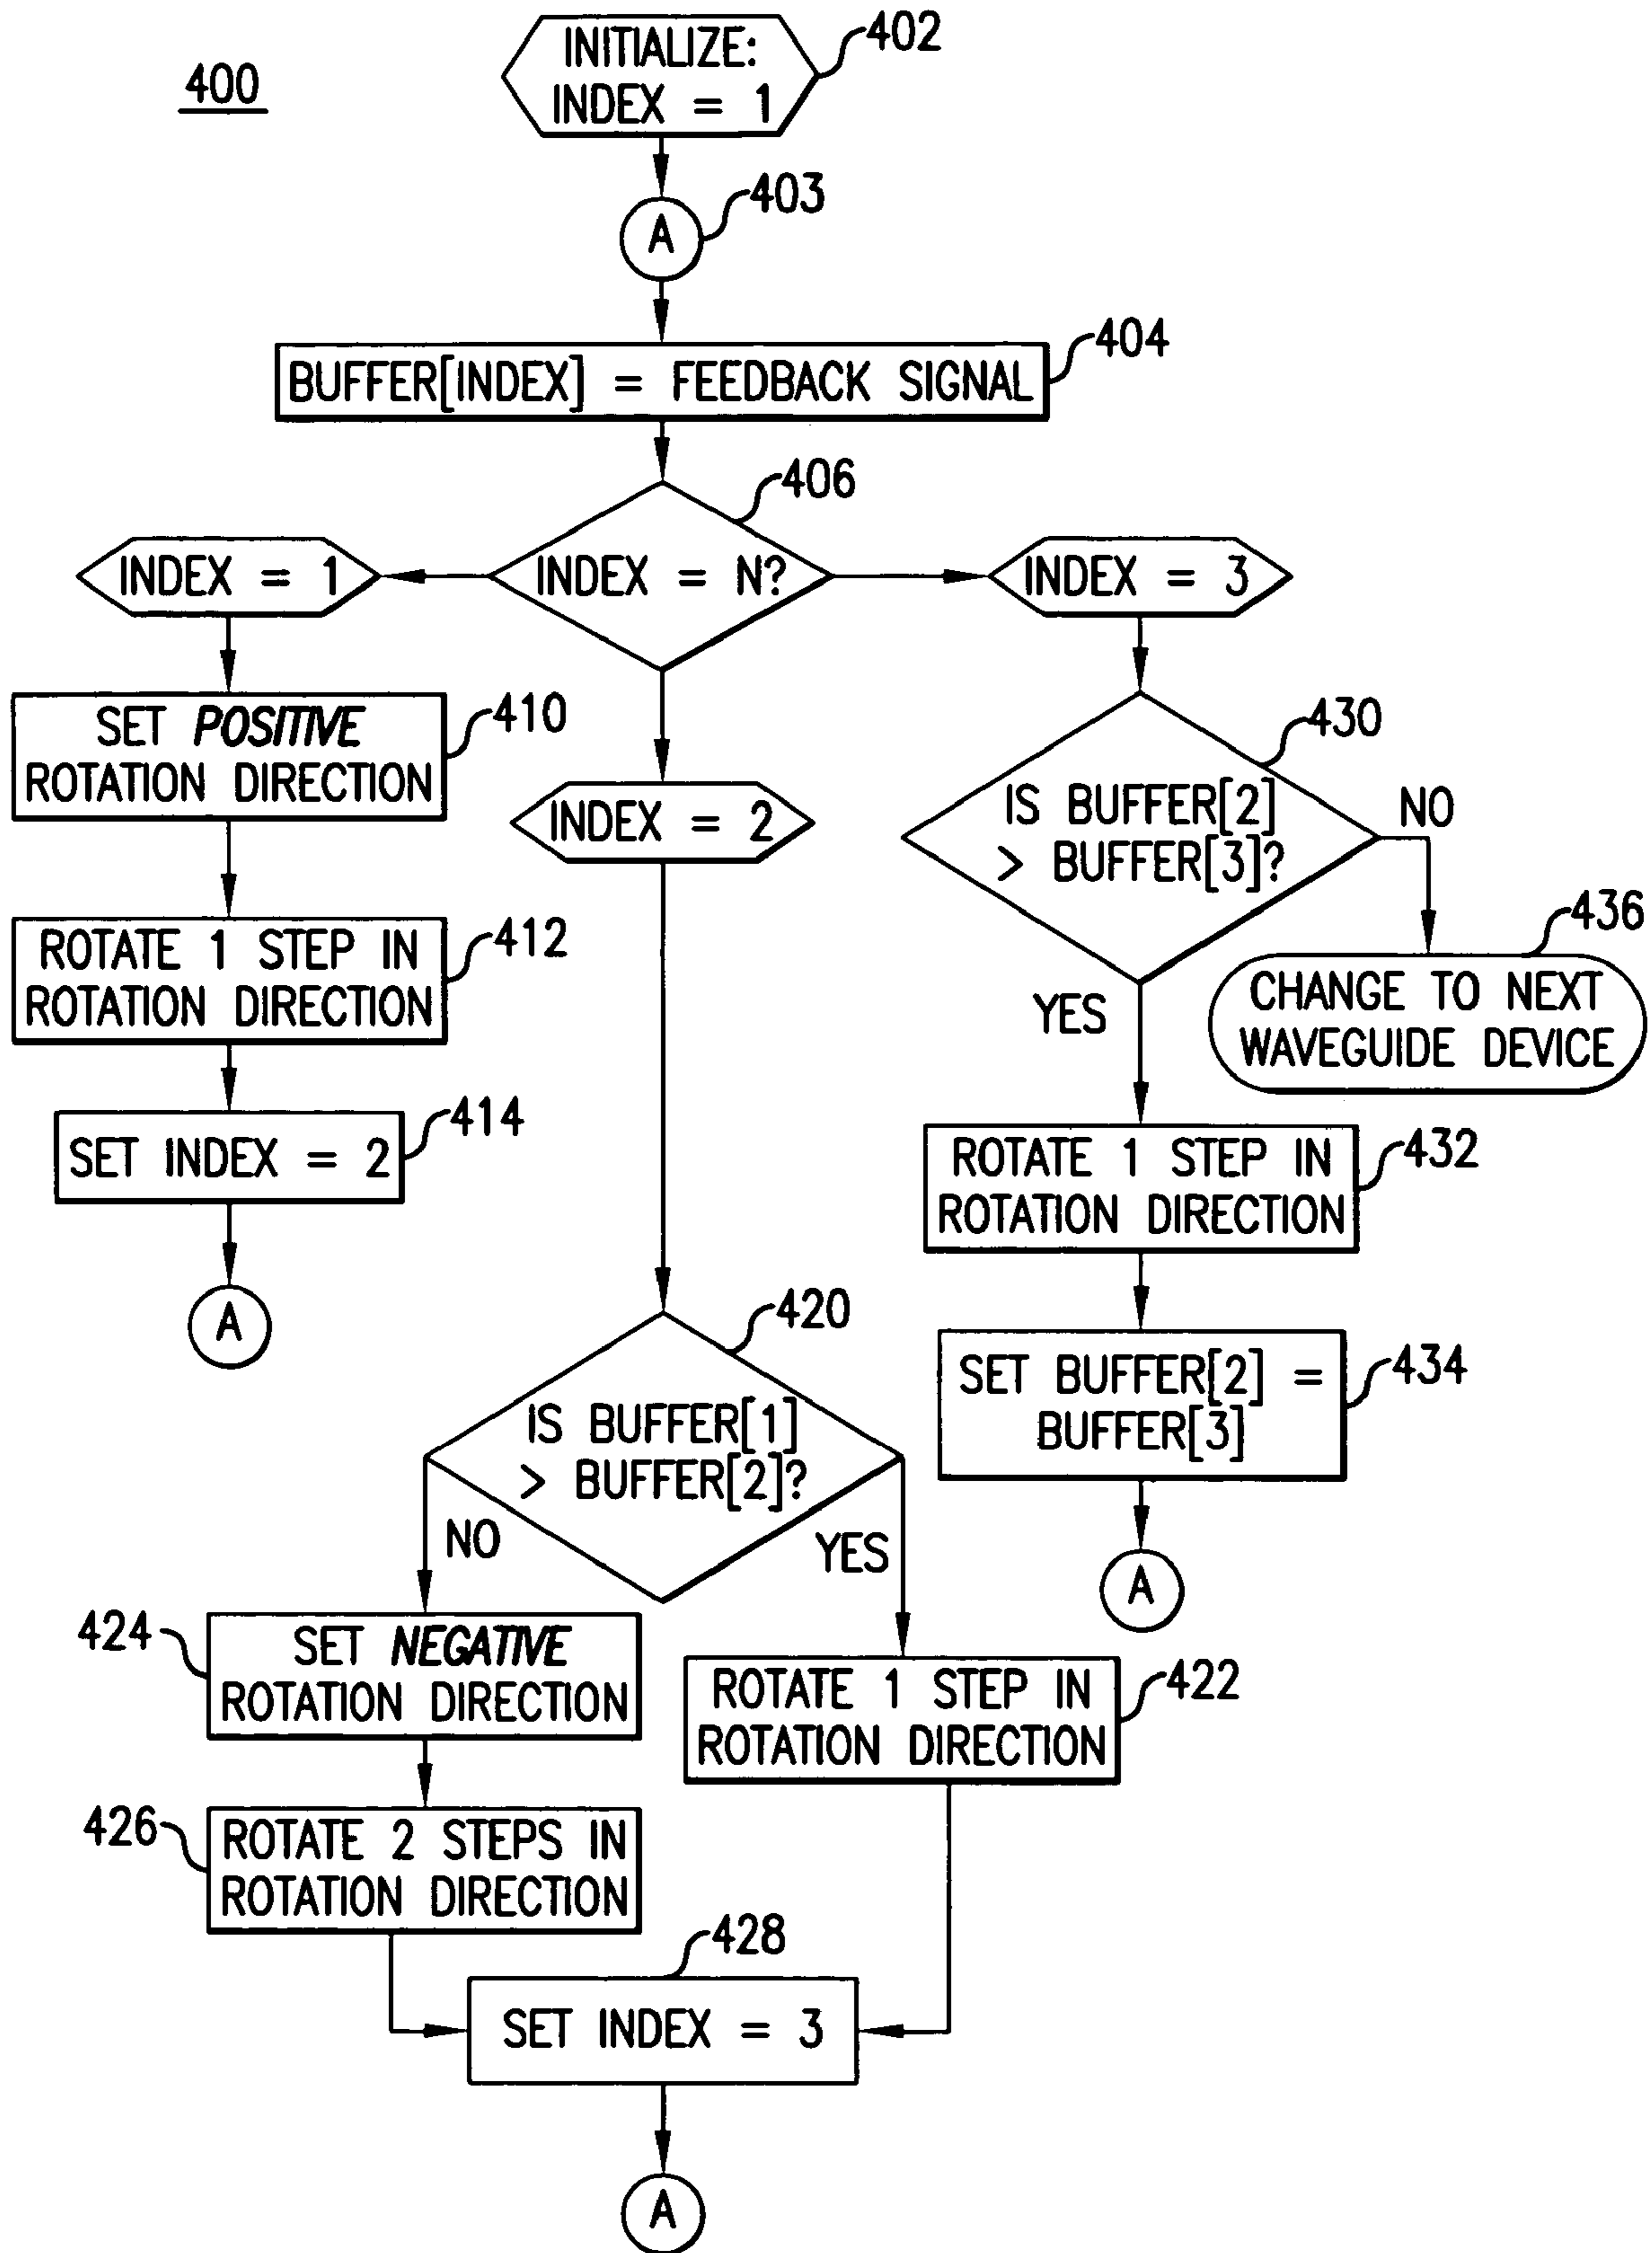 400
INITIALIZE:
INDEX = 1
402
A
403
BUFFER[INDEX] = FEEDBACK SIGNAL
404
INDEX = N?
406
INDEX = 1
SET POSITIVE
ROTATION DIRECTION
410
ROTATE 1 STEP IN
ROTATION DIRECTION
412
SET INDEX = 2
414
A
INDEX = 2
IS BUFFER[1]
> BUFFER[2]?
420
NO
YES
424
SET NEGATIVE
ROTATION DIRECTION
426
ROTATE 2 STEPS IN
ROTATION DIRECTION
ROTATE 1 STEP IN
ROTATION DIRECTION
422
428
SET INDEX = 3
A
INDEX = 3
IS BUFFER[2]
> BUFFER[3]?
430
NO
436
CHANGE TO NEXT
WAVEGUIDE DEVICE
YES
ROTATE 1 STEP IN
ROTATION DIRECTION
432
SET BUFFER[2] =
BUFFER[3]
434
A